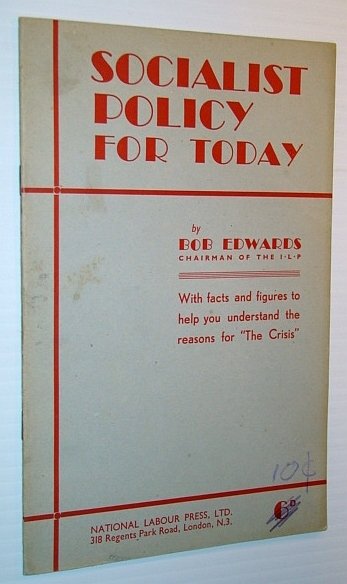 SOCIALIST
POLICY
FOR TODAY
by
BOB EDWARDS
CHAIRMAN OF THE I·L·P
With facts and figures to
help you understand the
reasons for "The Crisis"
10¢
6ᴰ
NATIONAL LABOUR PRESS, LTD.
318 Regents Park Road, London, N.3.